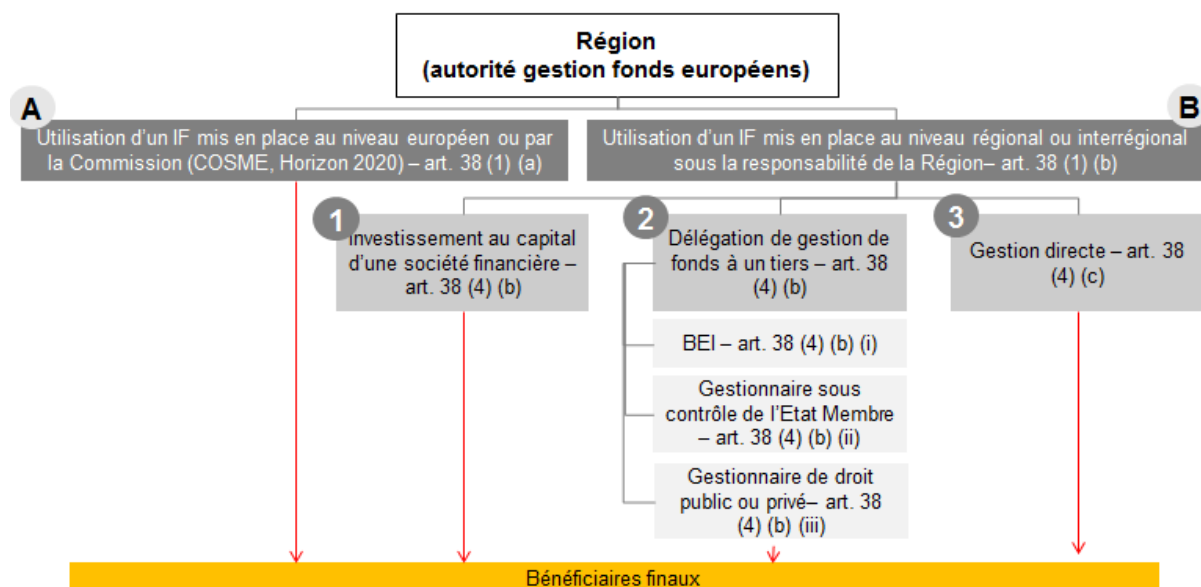 Région
(autorité gestion fonds européens)
A
Utilisation d'un IF mis en place au niveau européen ou par
la Commission (COSME, Horizon 2020) – art. 38 (1) (a)
B
Utilisation d'un IF mis en place au niveau régional ou interrégional
sous la responsabilité de la Région– art. 38 (1) (b)
1
Investissement au capital
d'une société financière –
art. 38 (4) (b)
2
Délégation de gestion de
fonds à un tiers – art. 38
(4) (b)
3
Gestion directe – art. 38
(4) (c)
BEI – art. 38 (4) (b) (i)
Gestionnaire sous
contrôle de l'Etat Membre
– art. 38 (4) (b) (ii)
Gestionnaire de droit
public ou privé– art. 38
(4) (b) (iii)
Bénéficiaires finaux